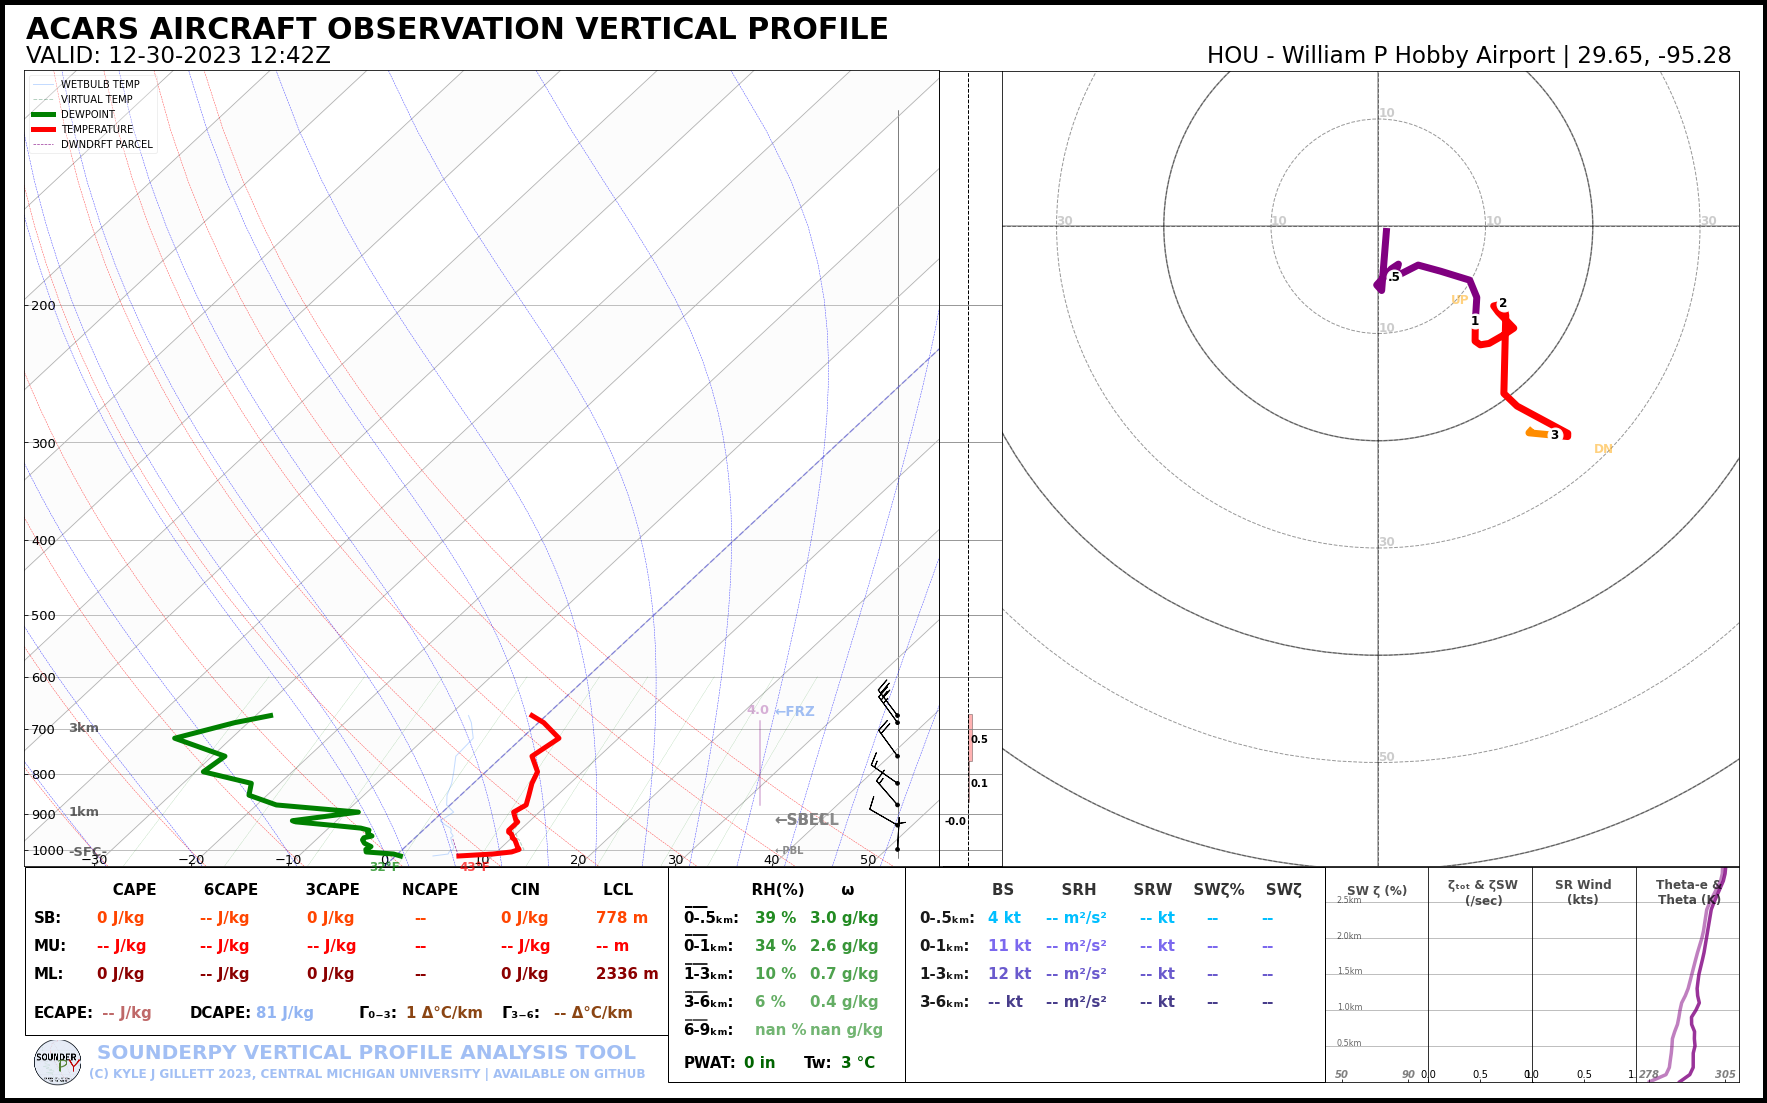 ACARS AIRCRAFT OBSERVATION VERTICAL PROFILE
VALID: 12-30-2023 12:42Z
HOU - William P Hobby Airport | 29.65, -95.28
WETBULB TEMP
VIRTUAL TEMP
DEWPOINT
TEMPERATURE
DWNDRFT PARCEL
200
300
400
500
600
700
800
900
1000
3km
1km
-SFC-
−30 −20 −10 0 10 20 30 40 50
32°F 43°F
4.0 ←FRZ
←PBL
0.5
0.1
-0.0
10
30 10 10 30
10
30
50
.5
1
2
3
UP
DN
CAPE 6CAPE 3CAPE NCAPE CIN LCL
SB: 0 J/kg -- J/kg 0 J/kg -- 0 J/kg 778 m
MU: -- J/kg -- J/kg -- J/kg -- -- J/kg -- m
ML: 0 J/kg -- J/kg 0 J/kg -- 0 J/kg 2336 m
ECAPE: -- J/kg DCAPE: 81 J/kg Γ₀₋₃: 1 Δ°C/km Γ₃₋₆: -- Δ°C/km
SOUNDER
PY
SOUNDERPY VERTICAL PROFILE ANALYSIS TOOL
(C) KYLE J GILLETT 2023, CENTRAL MICHIGAN UNIVERSITY | AVAILABLE ON GITHUB
RH(%) ω
0-.5ₖₘ: 39 % 3.0 g/kg
0-1ₖₘ: 34 % 2.6 g/kg
1-3ₖₘ: 10 % 0.7 g/kg
3-6ₖₘ: 6 % 0.4 g/kg
6-9ₖₘ: nan % nan g/kg
PWAT: 0 in Tw: 3 °C
BS SRH SRW SWζ% SWζ
0-.5ₖₘ: 4 kt -- m²/s² -- kt -- --
0-1ₖₘ: 11 kt -- m²/s² -- kt -- --
1-3ₖₘ: 12 kt -- m²/s² -- kt -- --
3-6ₖₘ: -- kt -- m²/s² -- kt -- --
SW ζ (%)
2.5km
2.0km
1.5km
1.0km
0.5km
50 90
ζₜₒₜ & ζSW
(/sec)
0.0 0.5
SR Wind
(kts)
0.5
Theta-e &
Theta (K)
278 305